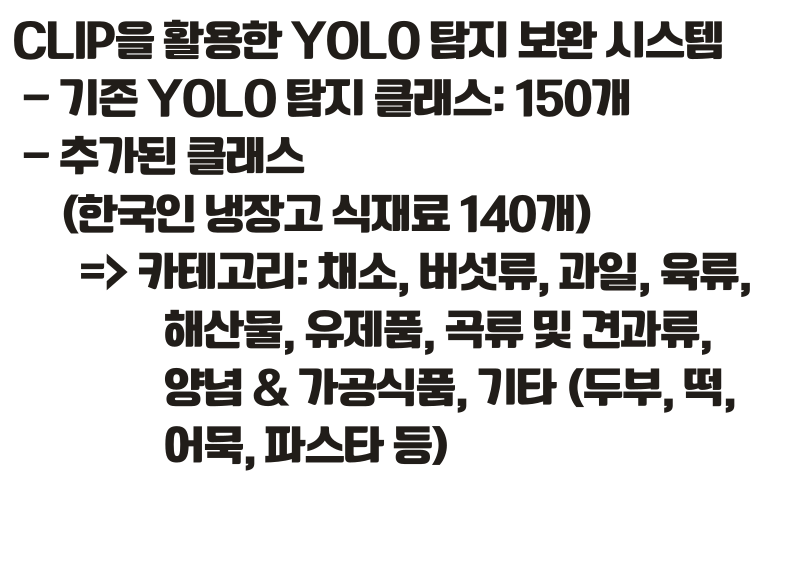 CLIP을 활용한 YOLO 탐지 보완 시스템
- 기존 YOLO 탐지 클래스: 150개
- 추가된 클래스
(한국인 냉장고 식재료 140개)
=> 카테고리: 채소, 버섯류, 과일, 육류,
해산물, 유제품, 곡류 및 견과류,
양념 & 가공식품, 기타 (두부, 떡,
어묵, 파스타 등)